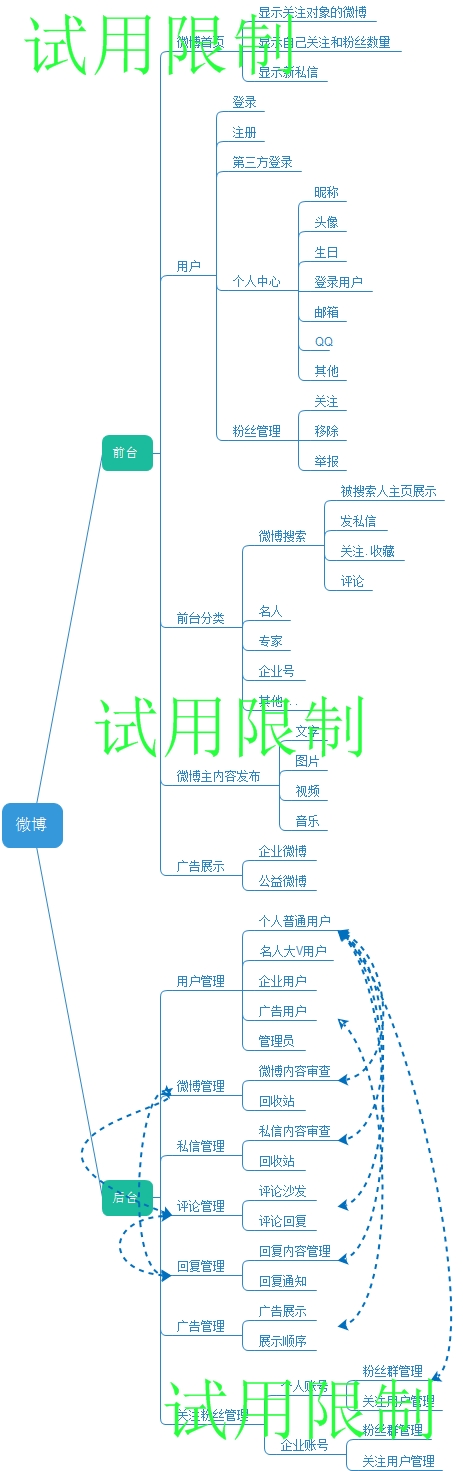 显示关注对象的微博
微博首页
显示自己关注和粉丝数量
显示新私信
试用限制
登录
注册
第三方登录
昵称
头像
生日
用户
个人中心
登录用户
邮箱
QQ
其他
关注
粉丝管理
移除
举报
前台
被搜索人主页展示
发私信
微博搜索
关注.收藏
评论
前台分类
名人
专家
企业号
其他...
试用限制
文字
图片
微博主内容发布
视频
音乐
微博
企业微博
广告展示
公益微博
个人普通用户
名人大V用户
用户管理
企业用户
广告用户
管理员
微博内容审查
微博管理
回收站
私信内容审查
私信管理
回收站
后台
评论沙发
评论管理
评论回复
回复内容管理
回复管理
回复通知
广告展示
广告管理
展示顺序
粉丝群管理
个人账号
关注用户管理
试用限制
关注粉丝管理
粉丝群管理
企业账号
关注用户管理